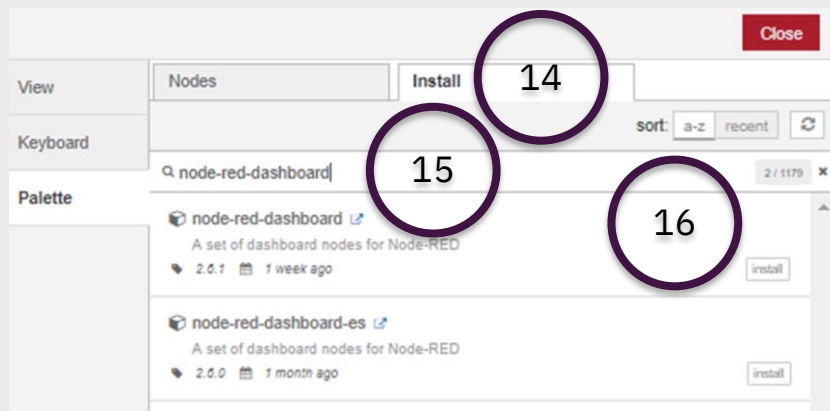 Close
View
Nodes
Install
14
sort: a-z recent
Keyboard
node-red-dashboard
15
2 / 1179 ×
Palette
node-red-dashboard
16
A set of dashboard nodes for Node-RED
2.6.1 1 week ago
install
node-red-dashboard-es
A set of dashboard nodes for Node-RED
2.6.0 1 month ago
install